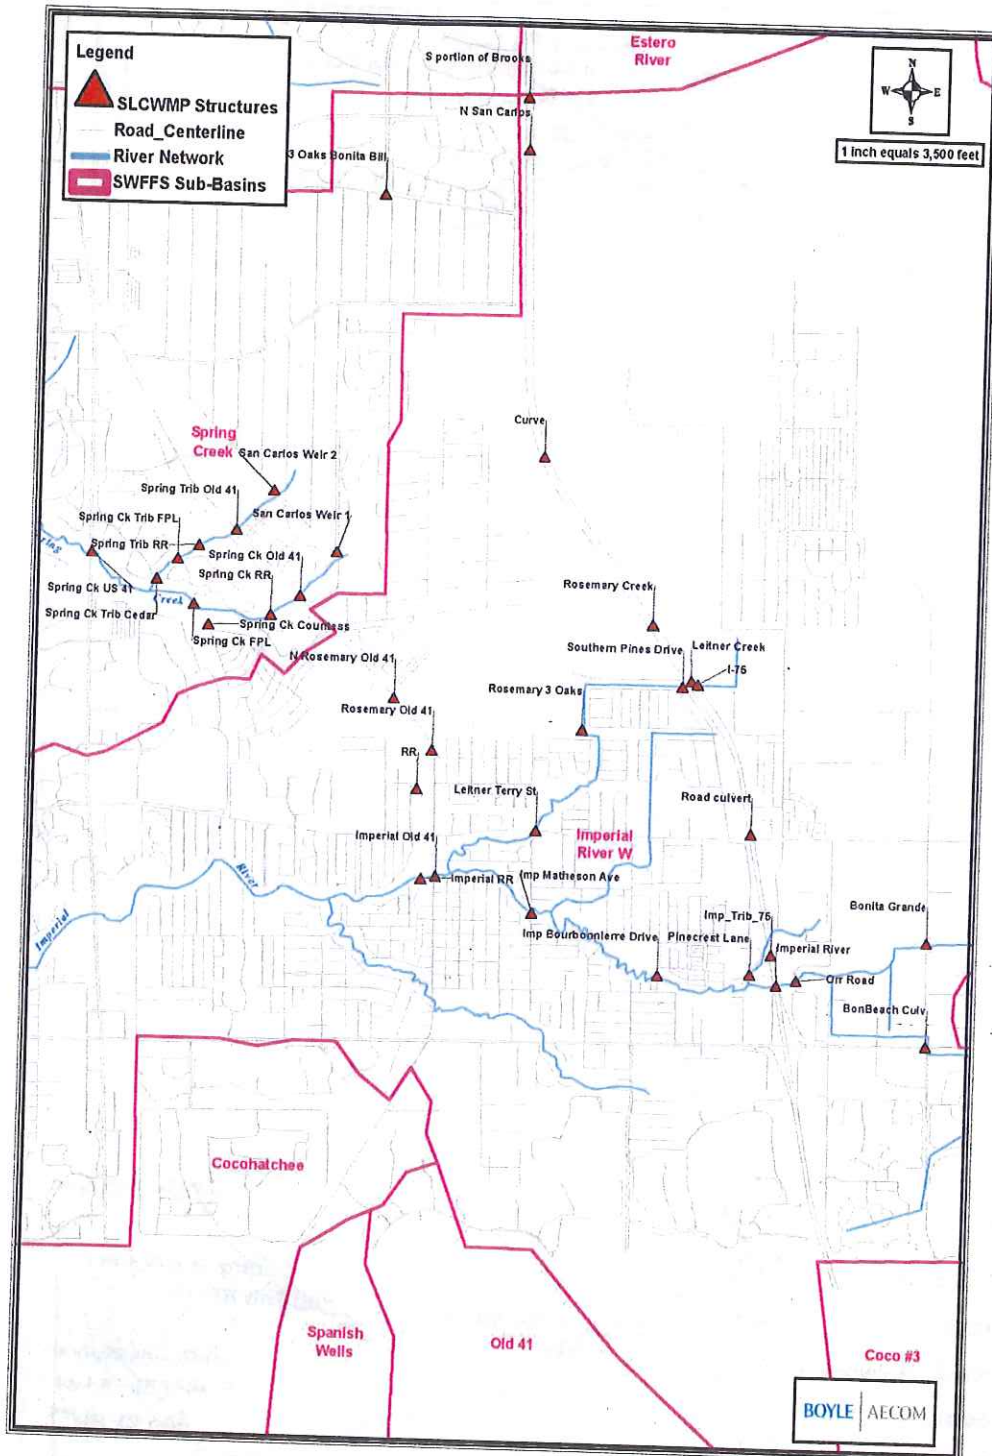 Legend
SLCWMP Structures
Road_Centerline
River Network
SWFFS Sub-Basins
Estero
River
N
W E
S
1 inch equals 3,500 feet
S portion of Brooks
N San Carlos
3 Oaks Bonita Bill
Curve
Spring
Creek
San Carlos Weir 2
Spring Trib Old 41
Spring Ck Trib FPL
San Carlos Weir 1
Spring Trib RR
Spring Ck Old 41
Spring Ck RR
Spring Ck US 41
Creek
Spring Ck Trib Cedar
Spring Ck Countess
Spring Ck FPL
Rosemary Creek
Southern Pines Drive
Leitner Creek
I-75
N Rosemary Old 41
Rosemary 3 Oaks
Rosemary Old 41
RR
Leitner Terry St
Road culvert
Imperial Old 41
Imperial
River W
River
Imperial RR
Imp Matheson Ave
Imperial
Imp_Trib_75
Bonita Grande
Imp Bourbonnierre Drive
Pinecrest Lane
Imperial River
Orr Road
BonBeach Culv
Cocohatchee
Spanish
Wells
Old 41
Coco #3
BOYLE | AECOM